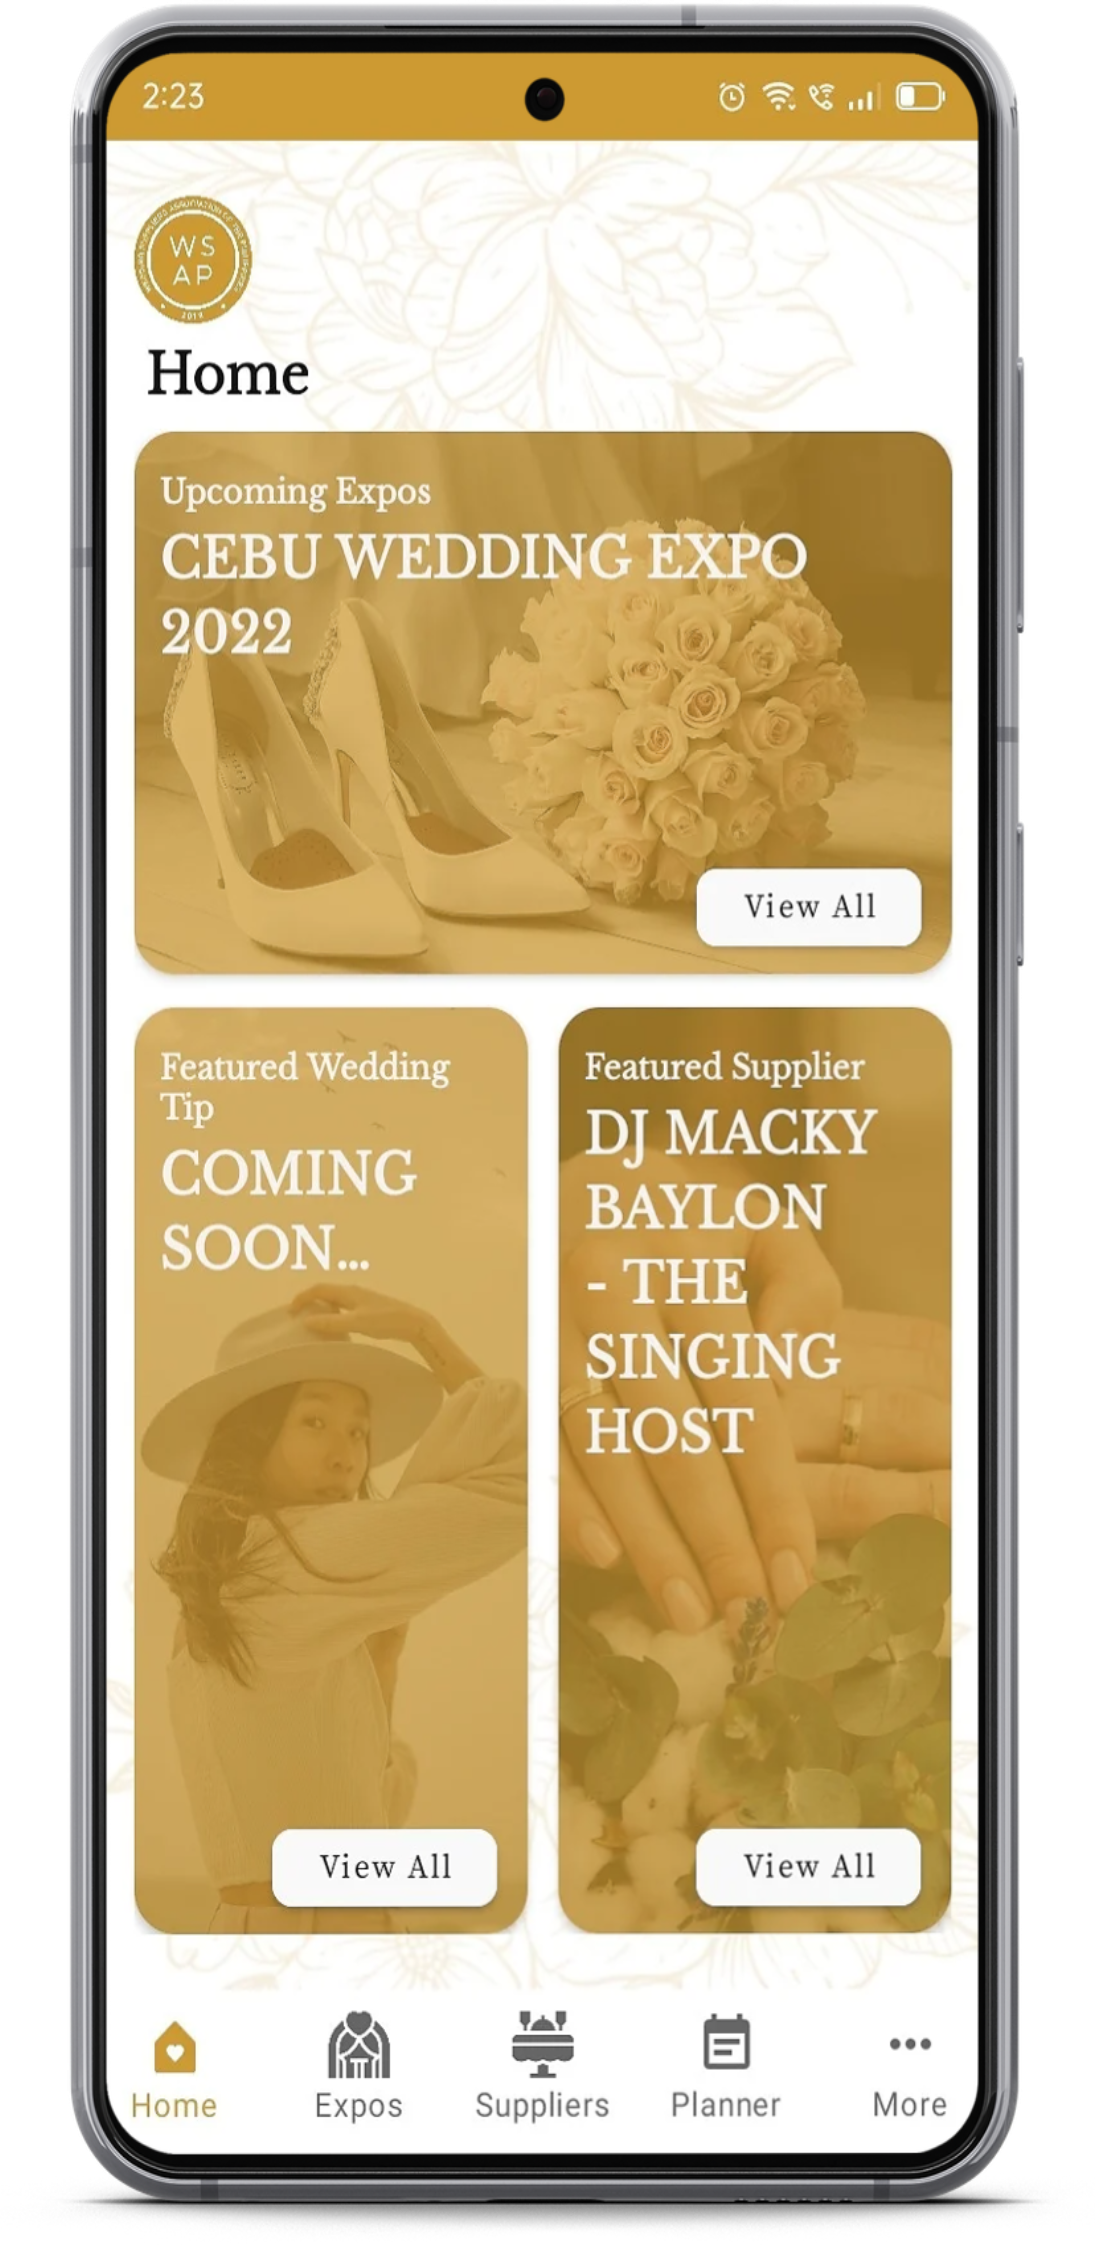 2:23
WS
AP
2019
Home
Upcoming Expos
CEBU WEDDING EXPO
2022
View All
Featured Wedding
Tip
COMING
SOON...
View All
Featured Supplier
DJ MACKY
BAYLON
- THE
SINGING
HOST
View All
Home
Expos
Suppliers
Planner
More